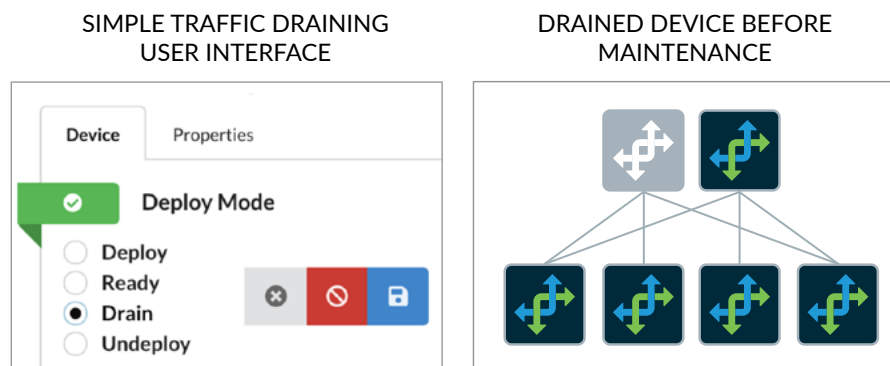 SIMPLE TRAFFIC DRAINING
USER INTERFACE
DRAINED DEVICE BEFORE
MAINTENANCE
Device
Properties
Deploy Mode
Deploy
Ready
Drain
Undeploy